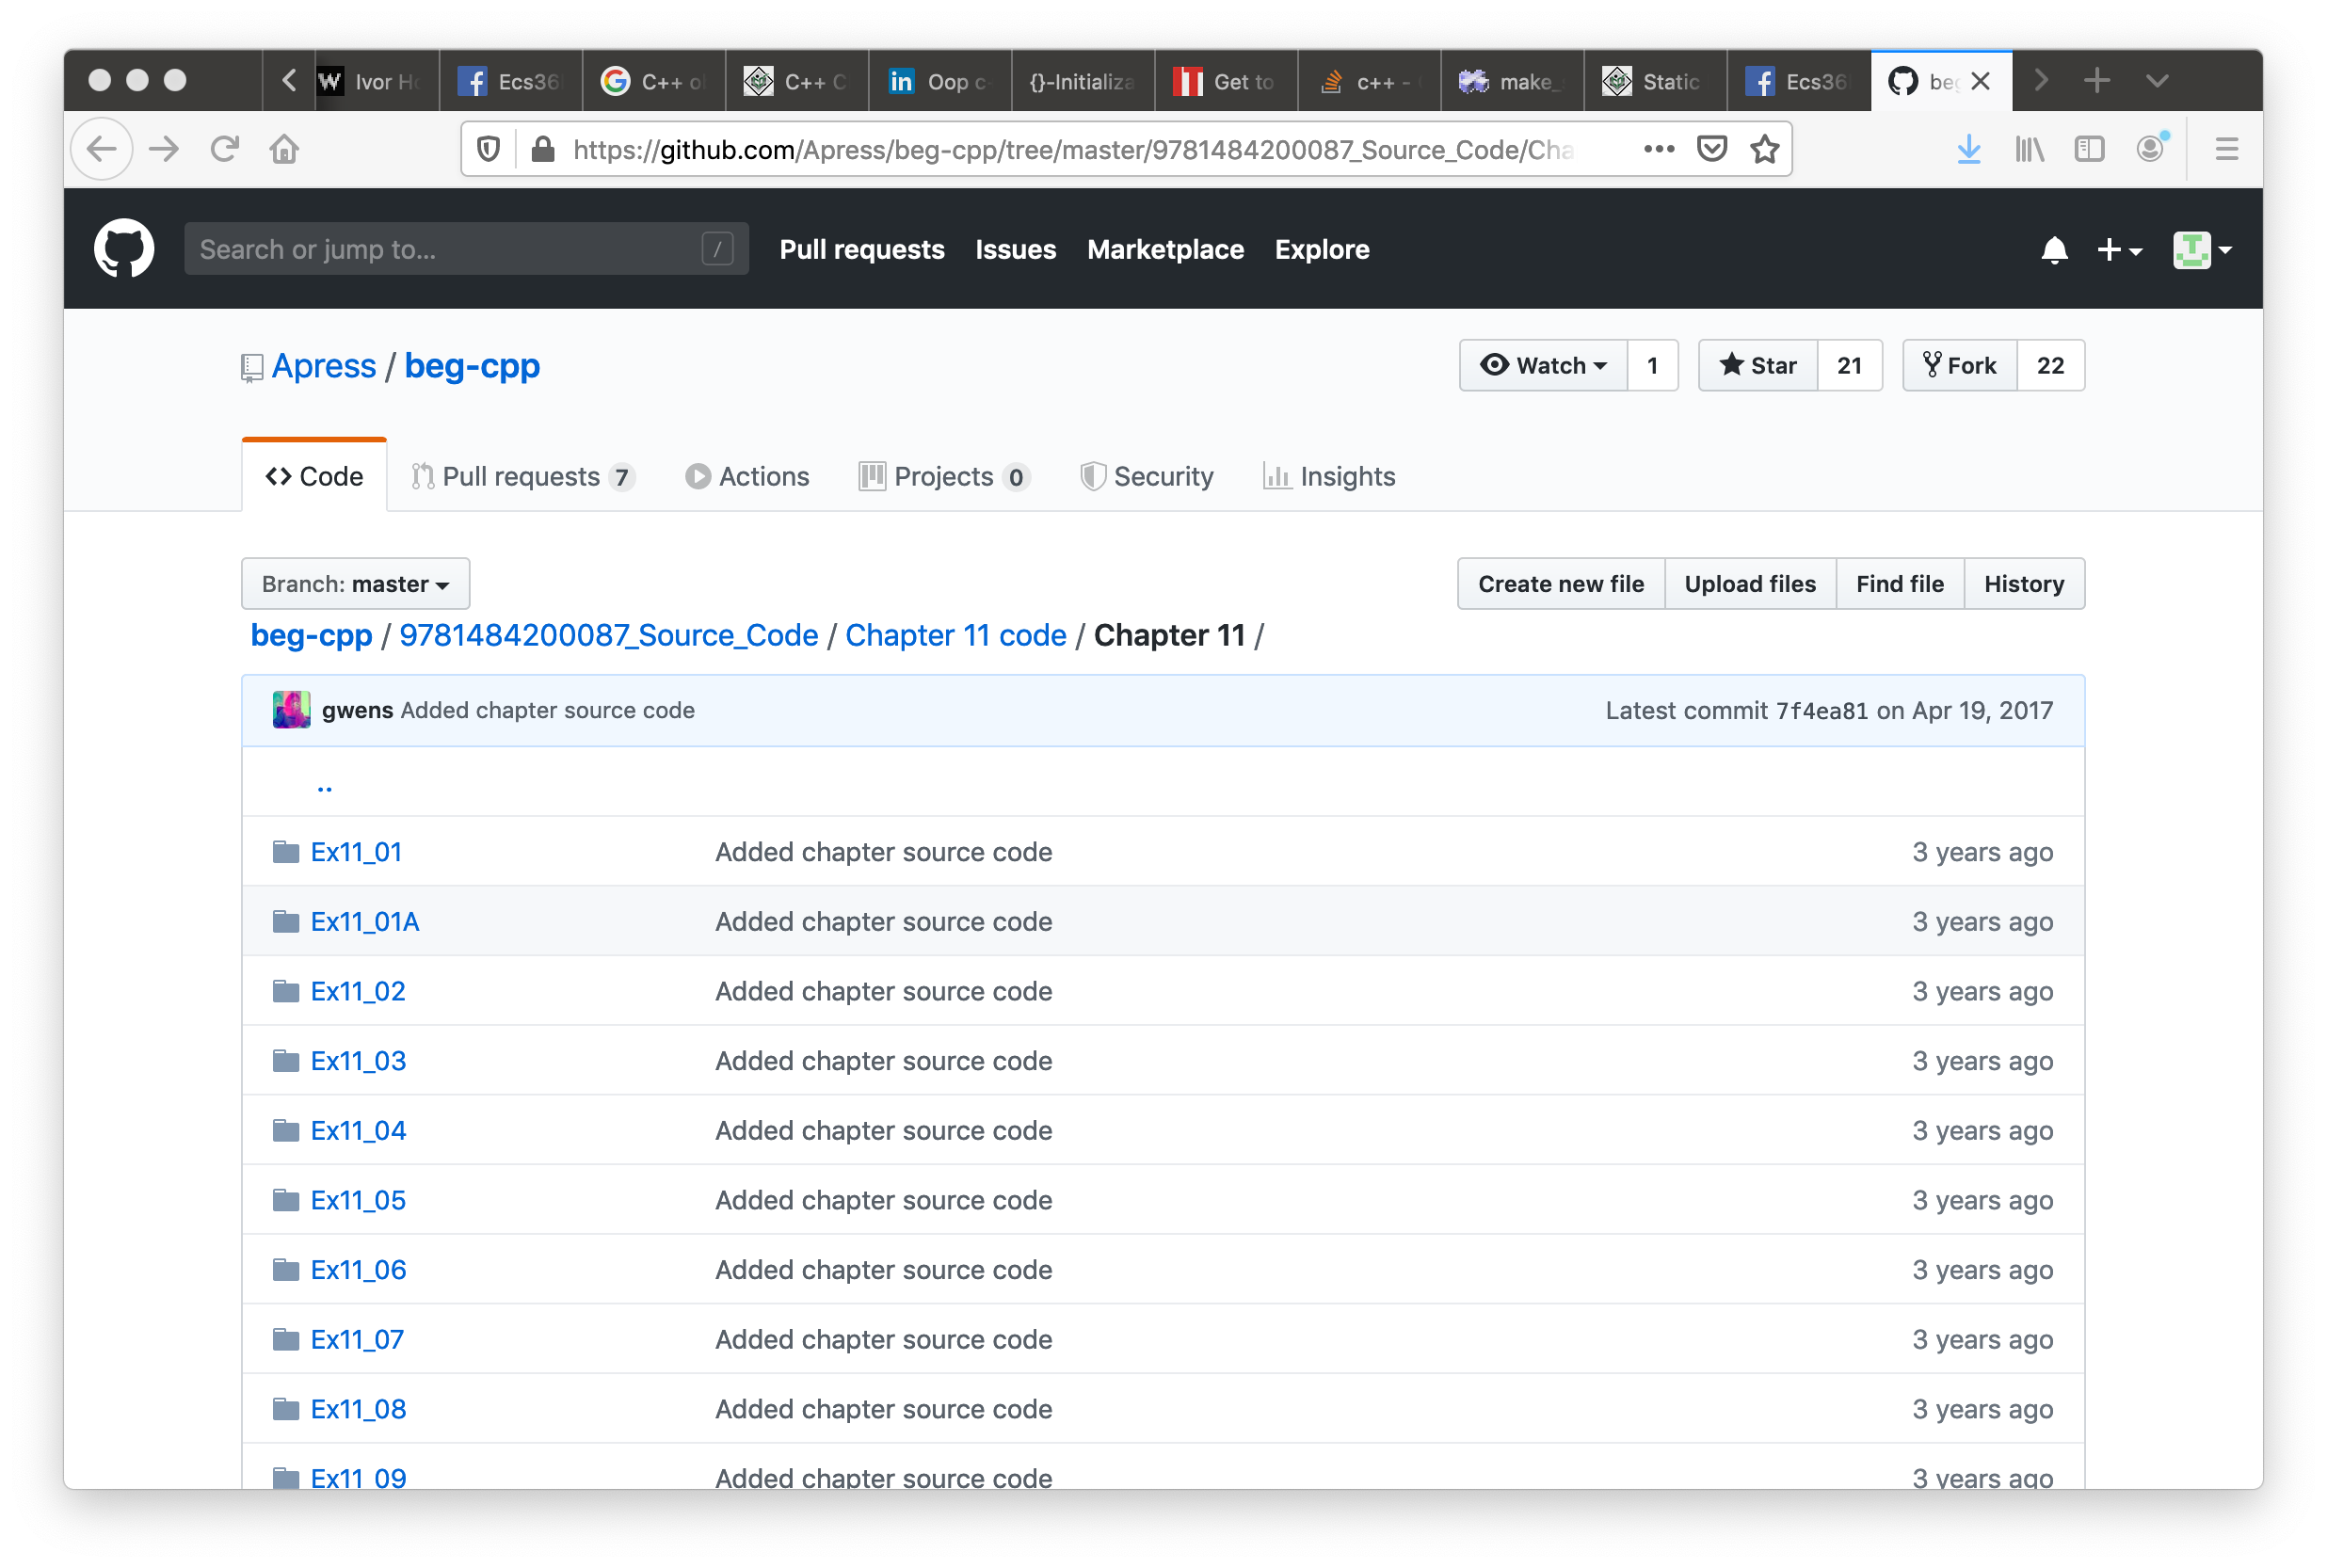 Ivor Ho
Ecs36
C++ ol
C++ C
Oop c-
{}-Initializa
Get to
c++ -
make_
Static
Ecs36
beg
https://github.com/Apress/beg-cpp/tree/master/9781484200087_Source_Code/Cha
Search or jump to... /
Pull requests Issues Marketplace Explore
Apress / beg-cpp
Watch 1 Star 21 Fork 22
Code Pull requests 7 Actions Projects 0 Security Insights
Branch: master Create new file Upload files Find file History
beg-cpp / 9781484200087_Source_Code / Chapter 11 code / Chapter 11 /
gwens Added chapter source code Latest commit 7f4ea81 on Apr 19, 2017
..
Ex11_01 Added chapter source code 3 years ago
Ex11_01A Added chapter source code 3 years ago
Ex11_02 Added chapter source code 3 years ago
Ex11_03 Added chapter source code 3 years ago
Ex11_04 Added chapter source code 3 years ago
Ex11_05 Added chapter source code 3 years ago
Ex11_06 Added chapter source code 3 years ago
Ex11_07 Added chapter source code 3 years ago
Ex11_08 Added chapter source code 3 years ago
Ex11_09 Added chapter source code 3 years ago